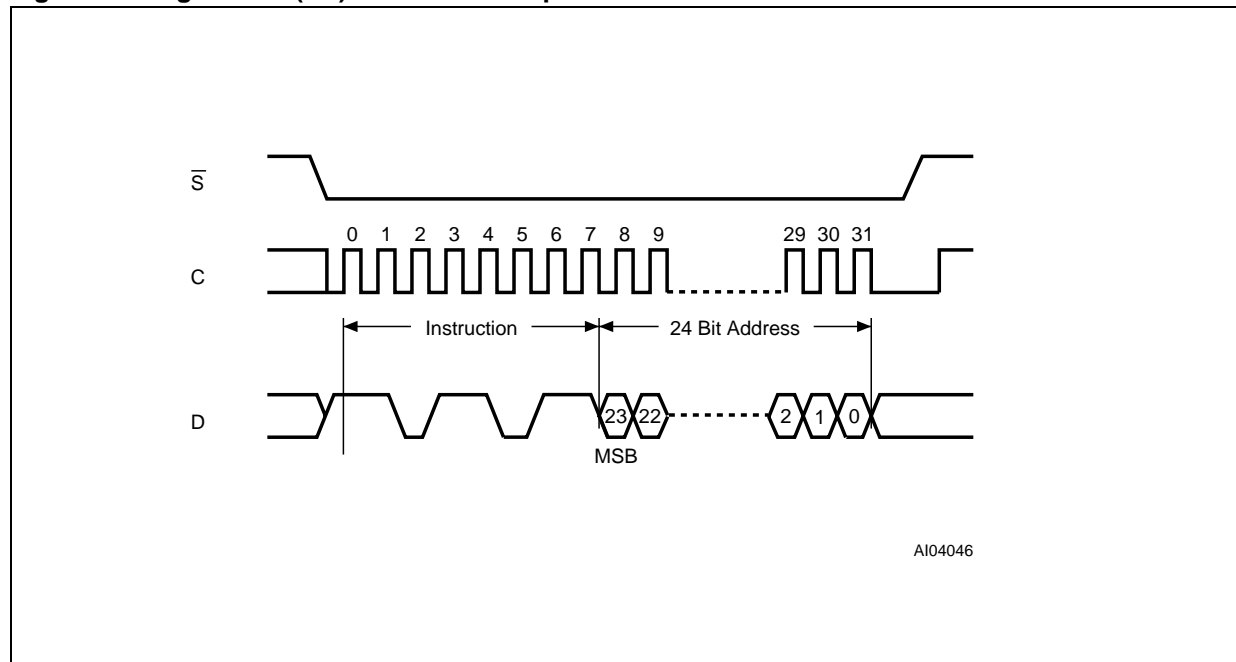 S̅
0 1 2 3 4 5 6 7 8 9 29 30 31
C
Instruction 24 Bit Address
D
23 22 2 1 0
MSB
AI04046